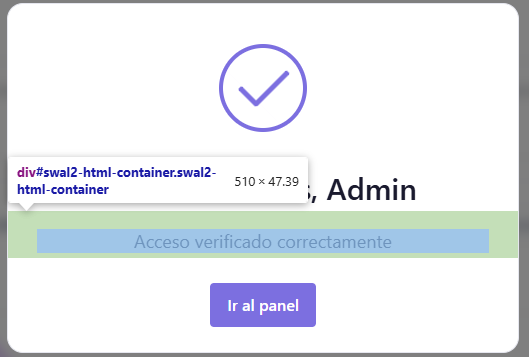 div#swal2-html-container.swal2-
html-container
510 × 47.39
, Admin
Acceso verificado correctamente
Ir al panel